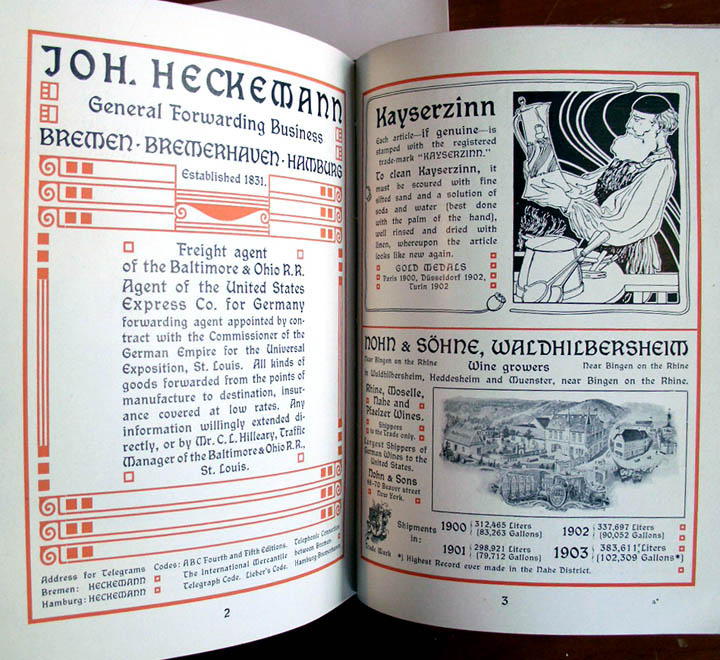 JOH. HECKEMANN
General Forwarding Business
BREMEN · BREMERHAVEN · HAMBURG
Established 1831.
Freight agent
of the Baltimore & Ohio R.R.
Agent of the United States
Express Co. for Germany
forwarding agent appointed by con-
tract with the Commissioner of the
German Empire for the Universal
Exposition, St. Louis. All kinds of
goods forwarded from the points of
manufacture to destination, insur-
ance covered at low rates. Any
information willingly extended di-
rectly, or by Mr. C. L. Hilleary, Traffic
Manager of the Baltimore & Ohio R. R.,
St. Louis.
Address for Telegrams
Bremen: HECKEMANN
Hamburg: HECKEMANN
Codes: ABC Fourth and Fifth Editions.
The International Mercantile
Telegraph Code. Lieber's Code.
Telephonic Connection
between Bremen-
Hamburg-Bremerhaven
2
Kayserzinn
Each article—if genuine—is
stamped with the registered
trade-mark "KAYSERZINN."
To clean Kayserzinn, it
must be scoured with fine
sifted sand and a solution of
soda and water (best done
with the palm of the hand),
well rinsed and dried with
linen, whereupon the article
looks like new again.
GOLD MEDALS
Paris 1900, Düsseldorf 1902,
Turin 1902
NOHN & SÖHNE, WALDHILBERSHEIM
Near Bingen on the Rhine Wine growers Near Bingen on the Rhine
in Waldhilbersheim, Heddesheim and Muenster, near Bingen on the Rhine.
Rhine, Moselle,
Nahe and
Pfaelzer Wines.
Shippers
to the Trade only.
Largest Shippers of
German Wines to the
United States.
Nohn & Sons
68-70 Beaver street
New York.
Trade Mark
Shipments
in:
1900 312,465 Liters
(83,263 Gallons)
1902 337,697 Liters
(90,052 Gallons)
1901 298,921 Liters
(79,712 Gallons)
1903 383,611 Liters
(102,309 Gallons*)
*) Highest Record ever made in the Nahe District.
3
a*